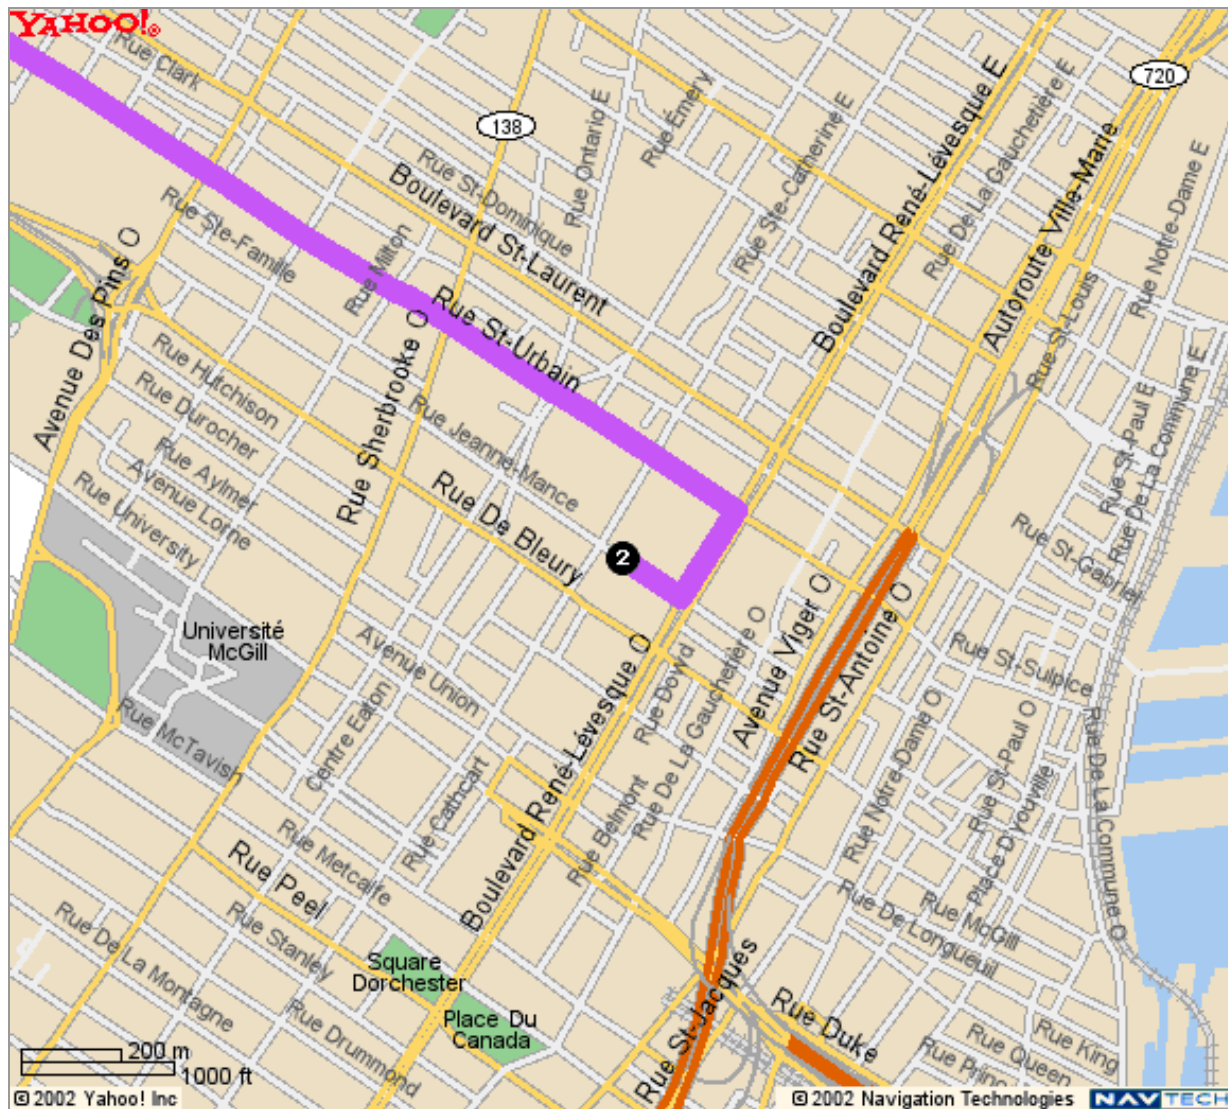 YAHOO!®
Rue Clark
720
138
Rue Émery
Rue Ontario E
Rue Ste-Catherine E
Boulevard René-Lévesque E
Rue De La Gauchetière E
Autoroute Ville-Marie
Rue Notre-Dame E
Rue St-Dominique
Boulevard St-Laurent
Rue Ste-Famille
Rue Milton
Rue St-Urbain
Rue St-Louis
Avenue Des Pins O
Rue Sherbrooke O
Rue Hutchison
Rue Durocher
Rue Aylmer
Avenue Lorne
Rue University
Rue Jeanne-Mance
Rue De Bleury
2
Rue St-Paul E
Rue De La Commune E
Rue St-Gabriel
Rue St-Sulpice
Université
McGill
Rue McTavish
Avenue Union
Centre Eaton
Rue Cathcart
Boulevard René-Lévesque O
Rue Dowd
Rue De La Gauchetière O
Avenue Viger O
Rue St-Antoine O
Rue Notre-Dame O
Rue St-Paul O
Place D'youville
Rue De La Commune O
Rue Belmont
Rue Metcalfe
Rue Peel
Rue Stanley
Rue De La Montagne
Rue Drummond
Square
Dorchester
Place Du
Canada
Rue St-Jacques
Rue Duke
Rue De Longueuil
Rue McGill
Rue King
Rue Queen
Rue Princ
200 m
1000 ft
©2002 Yahoo! Inc
©2002 Navigation Technologies
NAVTECH